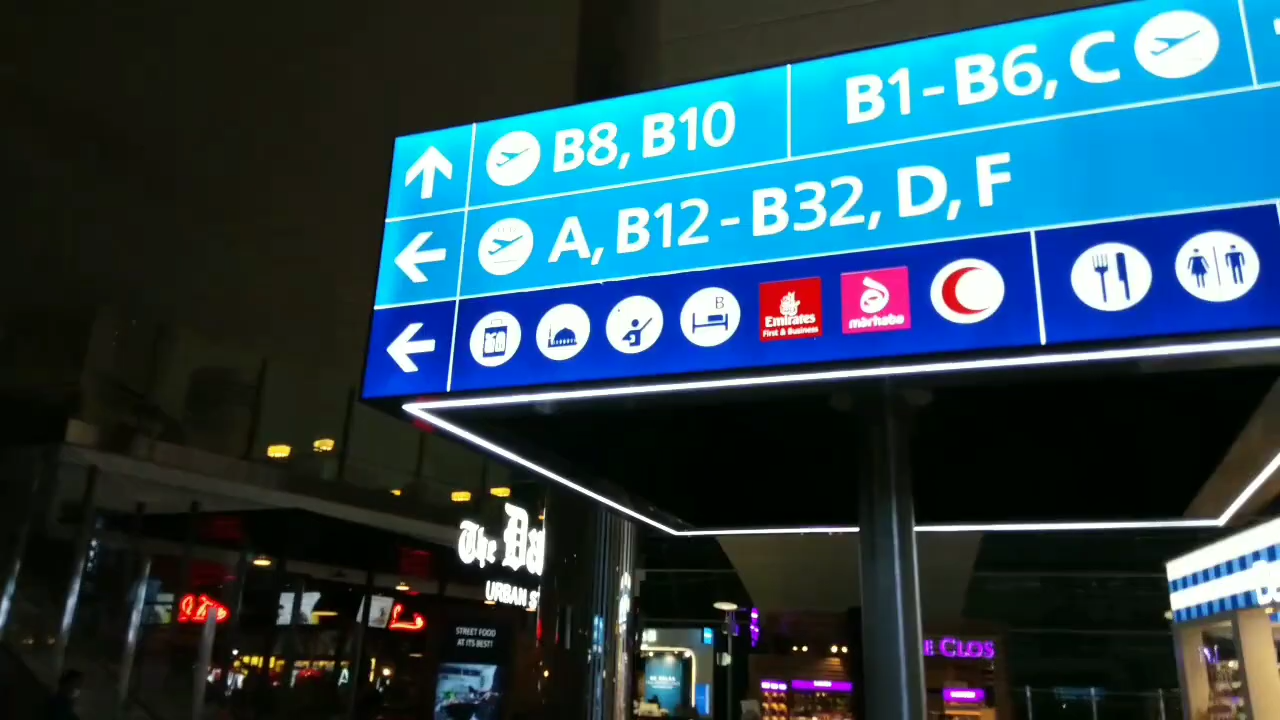 B8, B10
B1-B6, C
A, B12-B32, D, F
B
Emirates
First & Business
marhaba
The
URBAN
STREET FOOD
AT ITS BEST!
CLOS